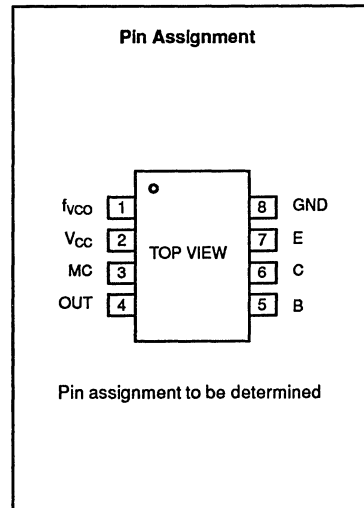 Pin Assignment
fVCO 1 8 GND
VCC 2 7 E
TOP VIEW
MC 3 6 C
OUT 4 5 B
Pin assignment to be determined